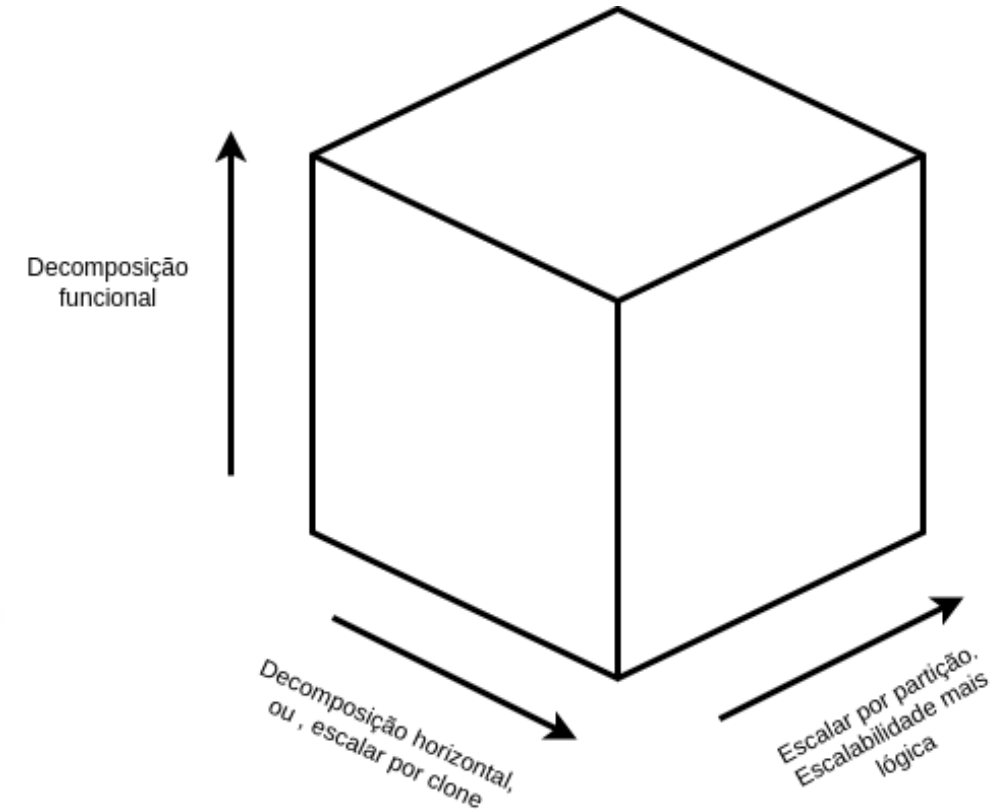 Decomposição
funcional
Decomposição horizontal,
ou , escalar por clone
Escalar por partição.
Escalabilidade mais
lógica